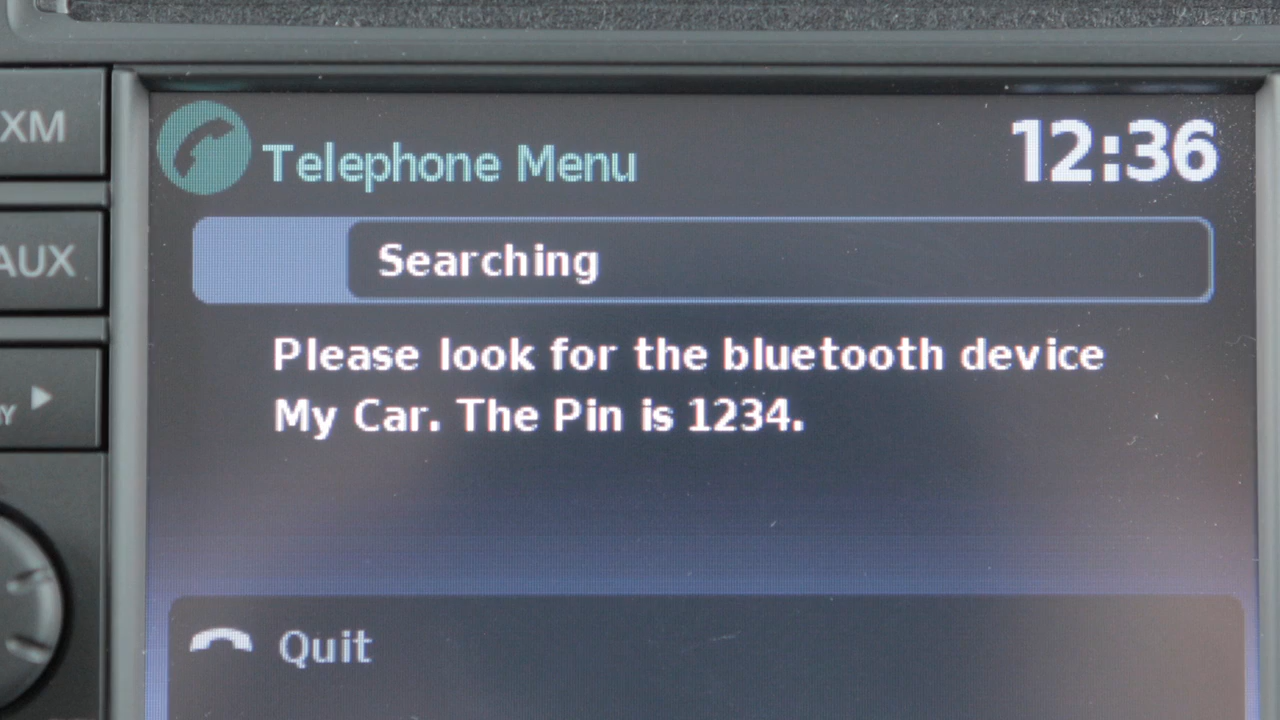 XM
Telephone Menu
12:36
AUX
Searching
Please look for the bluetooth device
My Car. The Pin is 1234.
Quit